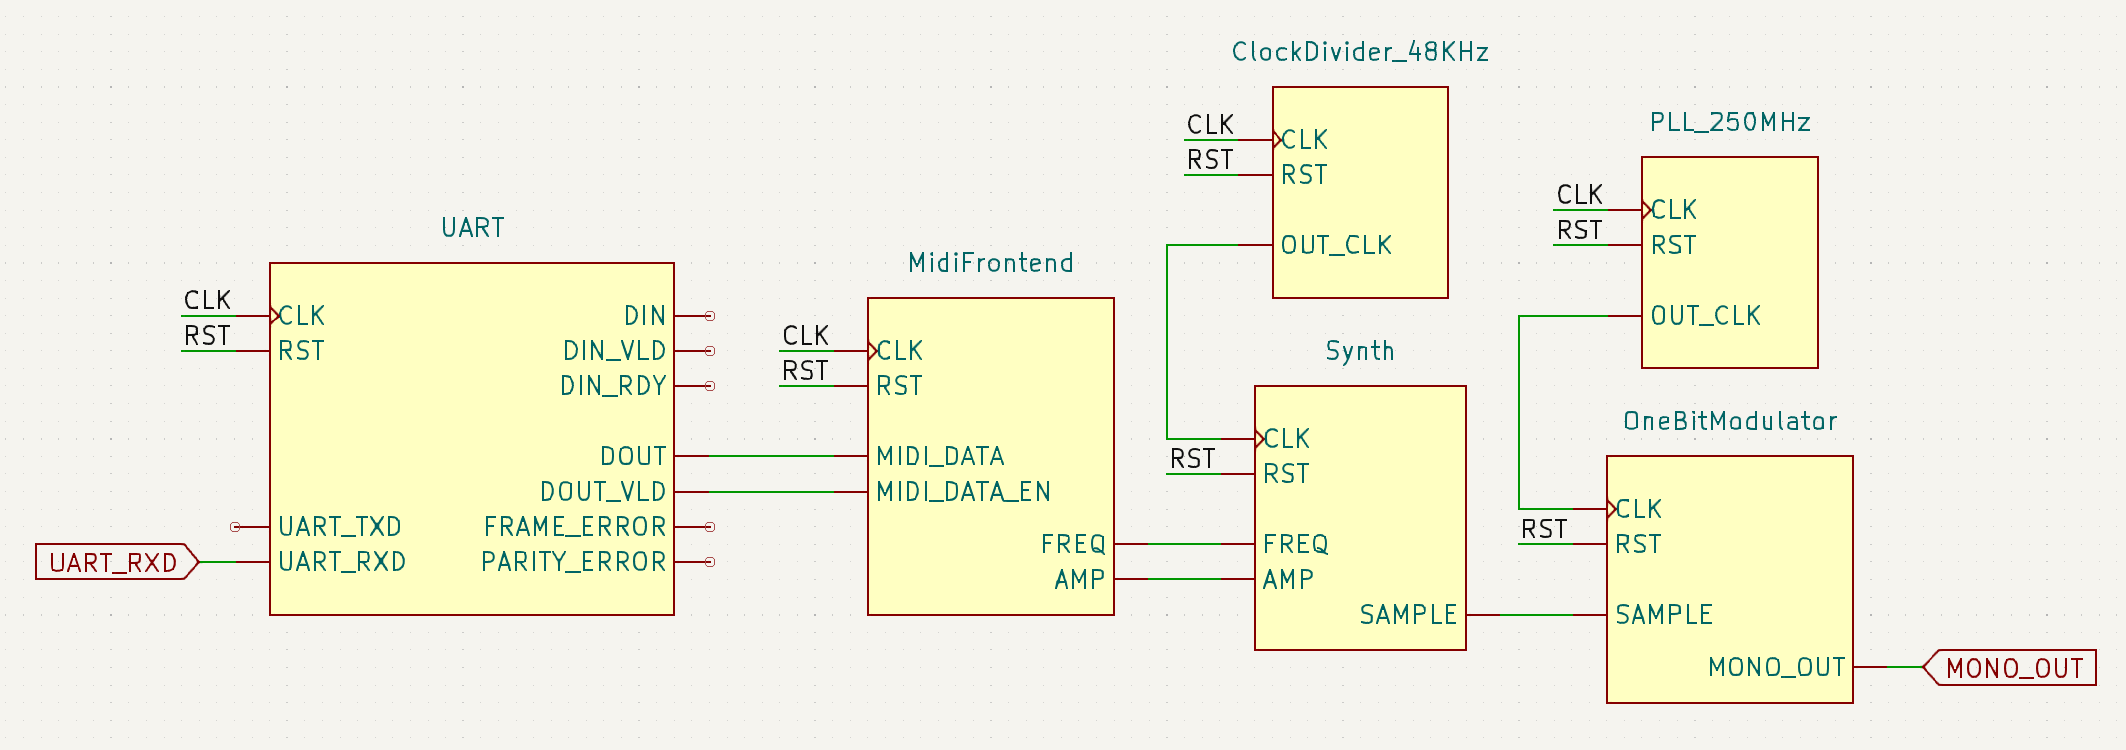 UART
CLK
RST
CLK
RST
DIN
DIN_VLD
DIN_RDY
DOUT
DOUT_VLD
UART_TXD
FRAME_ERROR
UART_RXD
UART_RXD
PARITY_ERROR
MidiFrontend
CLK
RST
CLK
RST
MIDI_DATA
MIDI_DATA_EN
FREQ
AMP
ClockDivider_48KHz
CLK
RST
CLK
RST
OUT_CLK
Synth
CLK
RST
RST
FREQ
AMP
SAMPLE
PLL_250MHz
CLK
RST
CLK
RST
OUT_CLK
OneBitModulator
CLK
RST
RST
SAMPLE
MONO_OUT
MONO_OUT